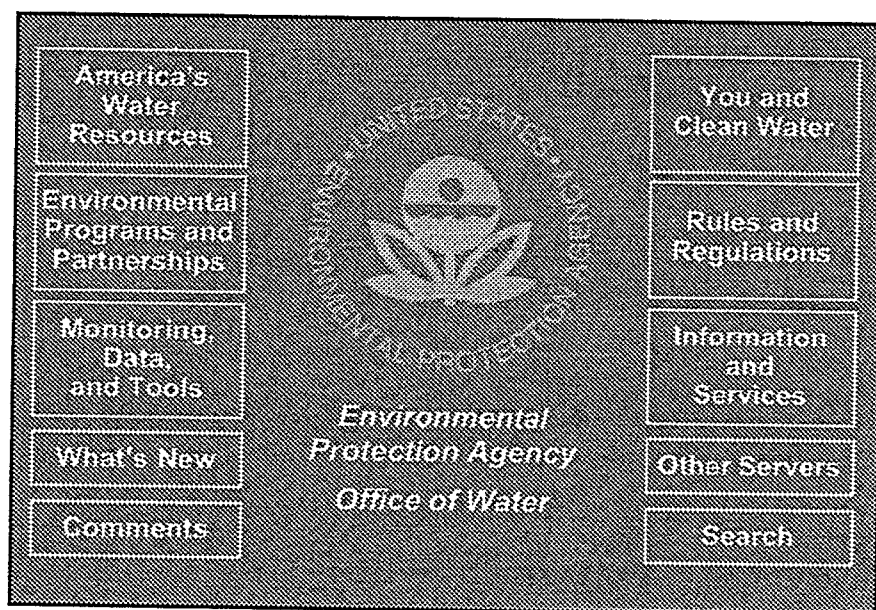 America's
Water
Resources
Environmental
Programs and
Partnerships
Monitoring,
Data,
and Tools
What's New
Comments
UNITED STATES • ENVIRONMENTAL PROTECTION AGENCY •
Environmental
Protection Agency
Office of Water
You and
Clean Water
Rules and
Regulations
Information
and
Services
Other Servers
Search